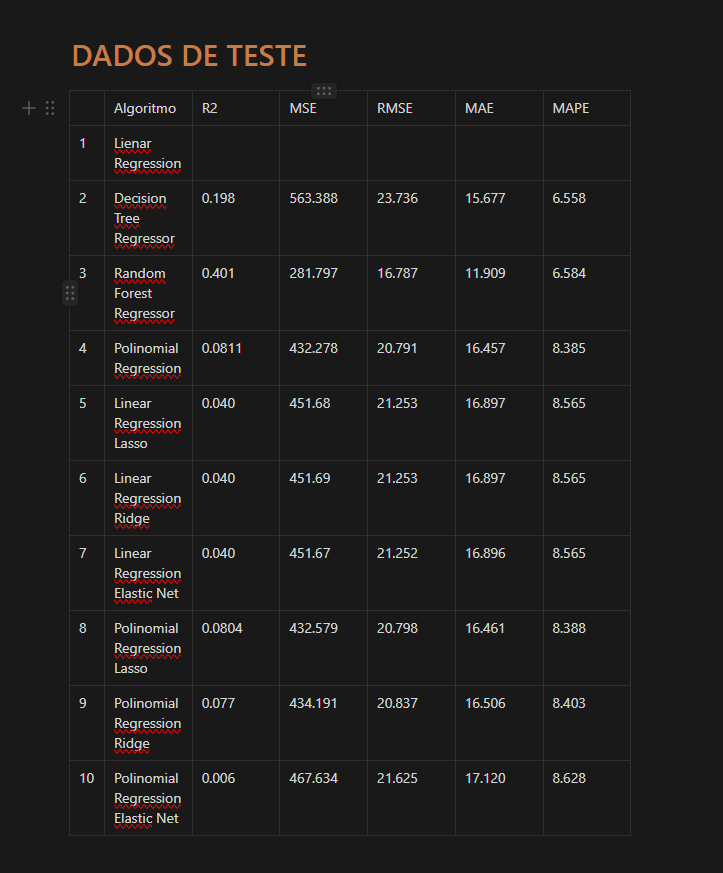 DADOS DE TESTE
Algoritmo R2 MSE RMSE MAE MAPE
1 Lienar
Regression
2 Decision 0.198 563.388 23.736 15.677 6.558
Tree
Regressor
3 Random 0.401 281.797 16.787 11.909 6.584
Forest
Regressor
4 Polinomial 0.0811 432.278 20.791 16.457 8.385
Regression
5 Linear 0.040 451.68 21.253 16.897 8.565
Regression
Lasso
6 Linear 0.040 451.69 21.253 16.897 8.565
Regression
Ridge
7 Linear 0.040 451.67 21.252 16.896 8.565
Regression
Elastic Net
8 Polinomial 0.0804 432.579 20.798 16.461 8.388
Regression
Lasso
9 Polinomial 0.077 434.191 20.837 16.506 8.403
Regression
Ridge
10 Polinomial 0.006 467.634 21.625 17.120 8.628
Regression
Elastic Net